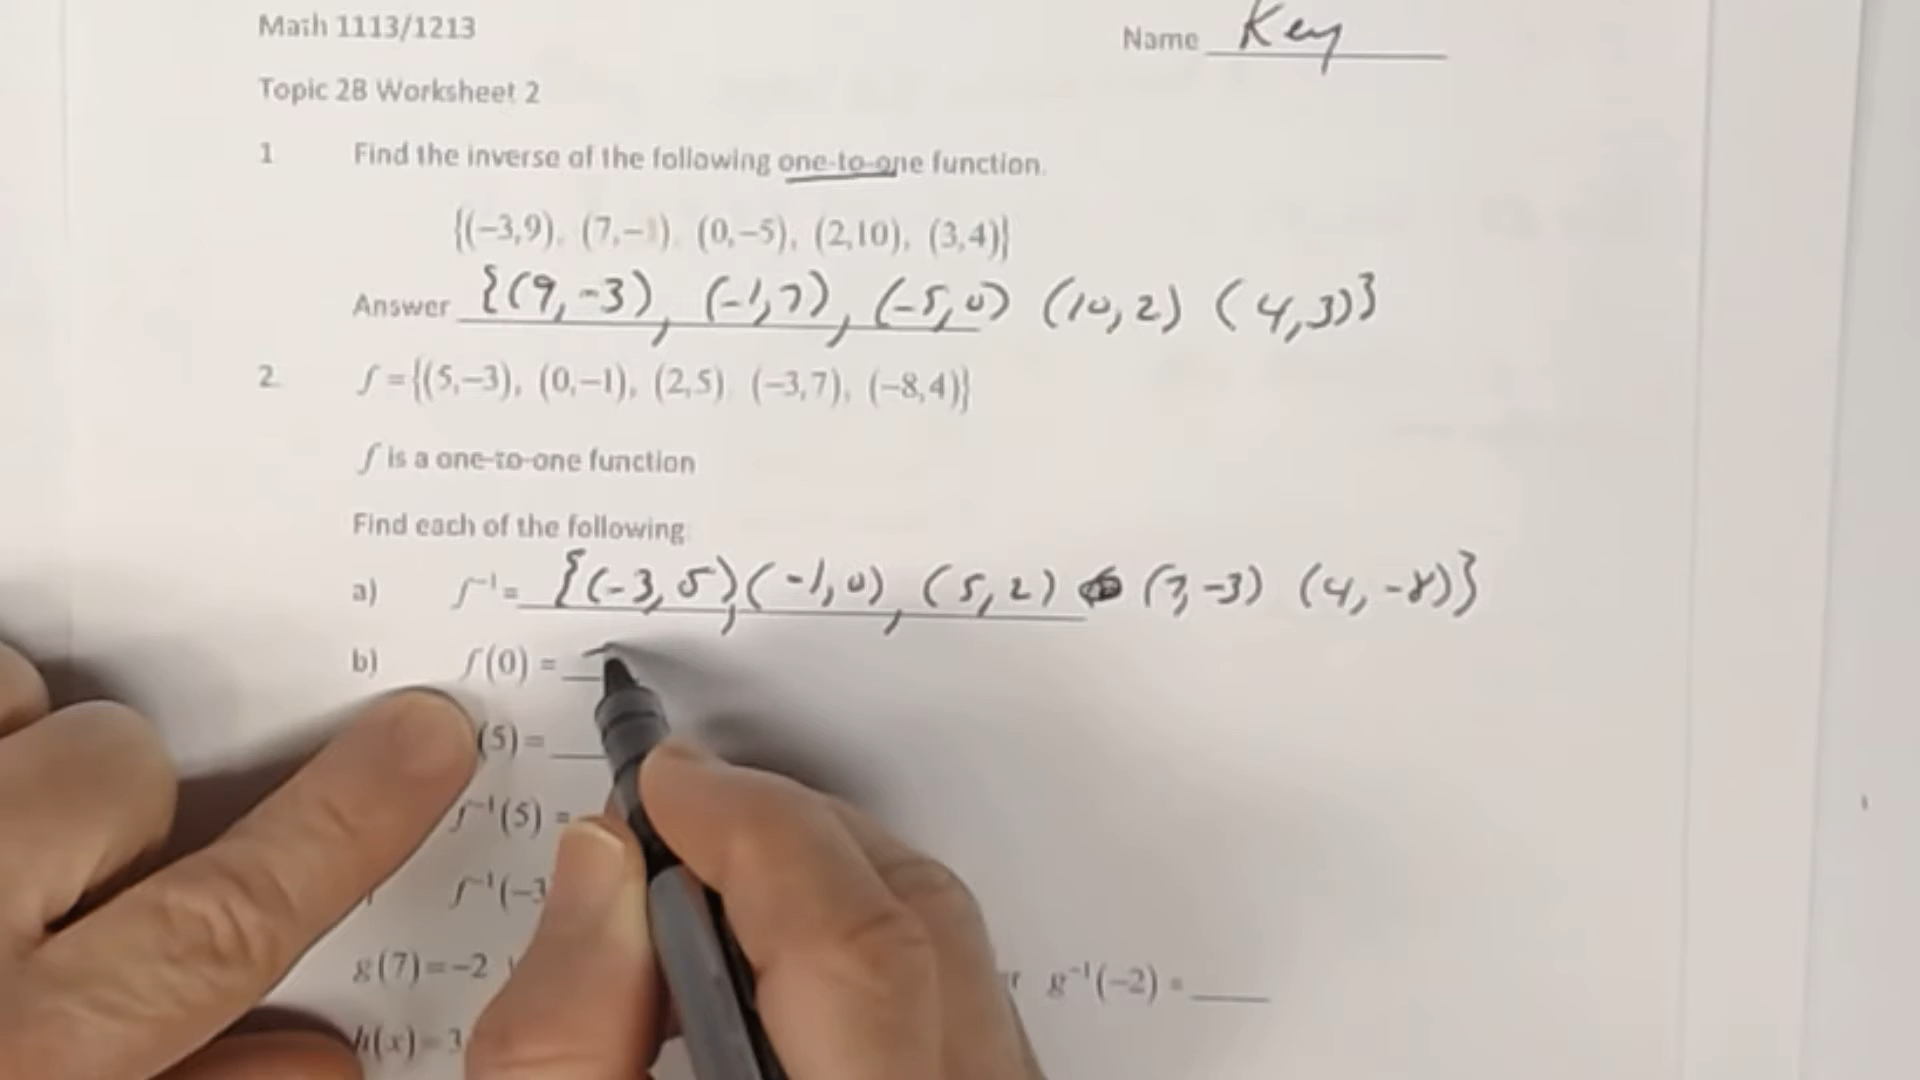 Math 1113/1213
Name Key
Topic 2B Worksheet 2
1 Find the inverse of the following one-to-one function.
{(−3,9), (7,−1), (0,−5), (2,10), (3,4)}
Answer {(9,-3), (-1,7), (-5,0) (10,2) (4,3)}
2. f = {(5,−3), (0,−1), (2,5) (−3,7), (−8,4)}
f is a one-to-one function
Find each of the following
a) f⁻¹ = {(-3,5),(-1,0), (5,2) (7,-3) (4,-8)}
b) f(0) =
(5) =
f⁻¹(5) =
f⁻¹(−3
g(7)=−2 g⁻¹(−2) =
h(x)=3